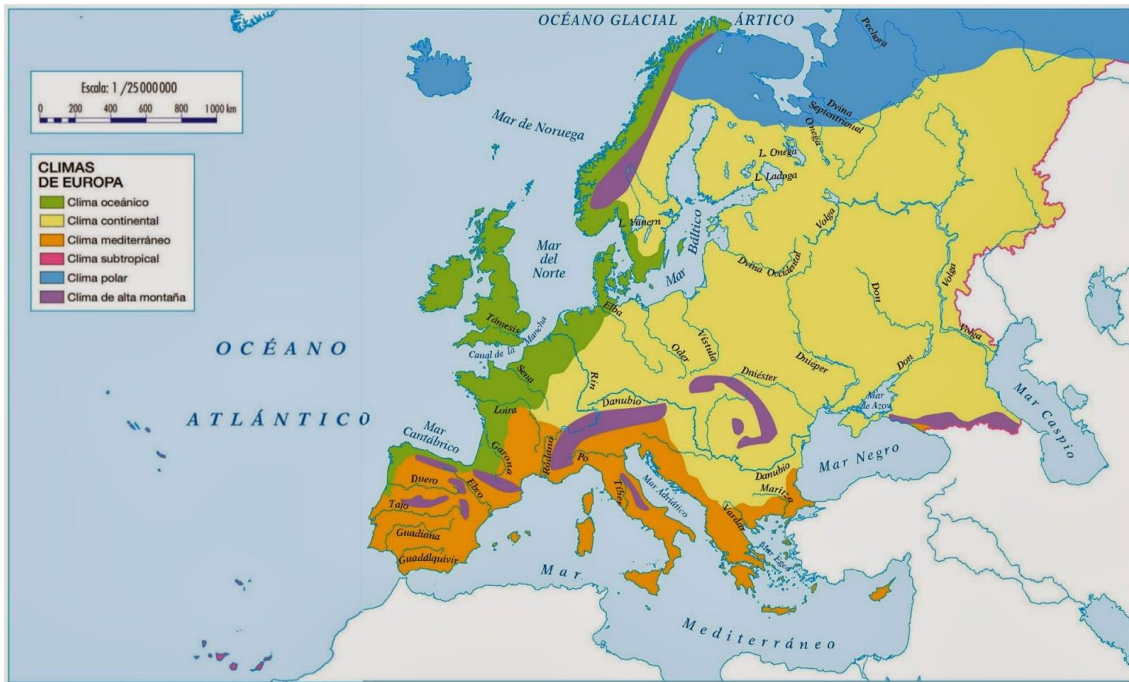 OCÉANO GLACIAL ÁRTICO
Pechora
Escala: 1 /25 000 000
0 200 400 600 800 1 000 km
Mar de Noruega
Dvina
Septentrional
Onega
L. Onega
L. Ladoga
CLIMAS
DE EUROPA
Clima oceánico
Clima continental
Clima mediterráneo
Clima subtropical
Clima polar
Clima de alta montaña
L. Vänern
Mar
del
Norte
Mar Báltico
Volga
Dvina Occidental
Volga
Don
Elba
Támesis
Canal de la Mancha
Vístula
Oder
Volga
OCÉANO
ATLÁNTICO
Sena
Rin
Dniéster
Dniéper
Don
Loira
Danubio
Mar
de Azov
Mar
Cantábrico
Garona
Ródano
Po
Mar Negro
Mar Caspio
Duero
Ebro
Tíber
Mar Adriático
Danubio
Maritza
Tajo
Vardar
Guadiana
Guadalquivir
Mar Egeo
Mar
Mediterráneo